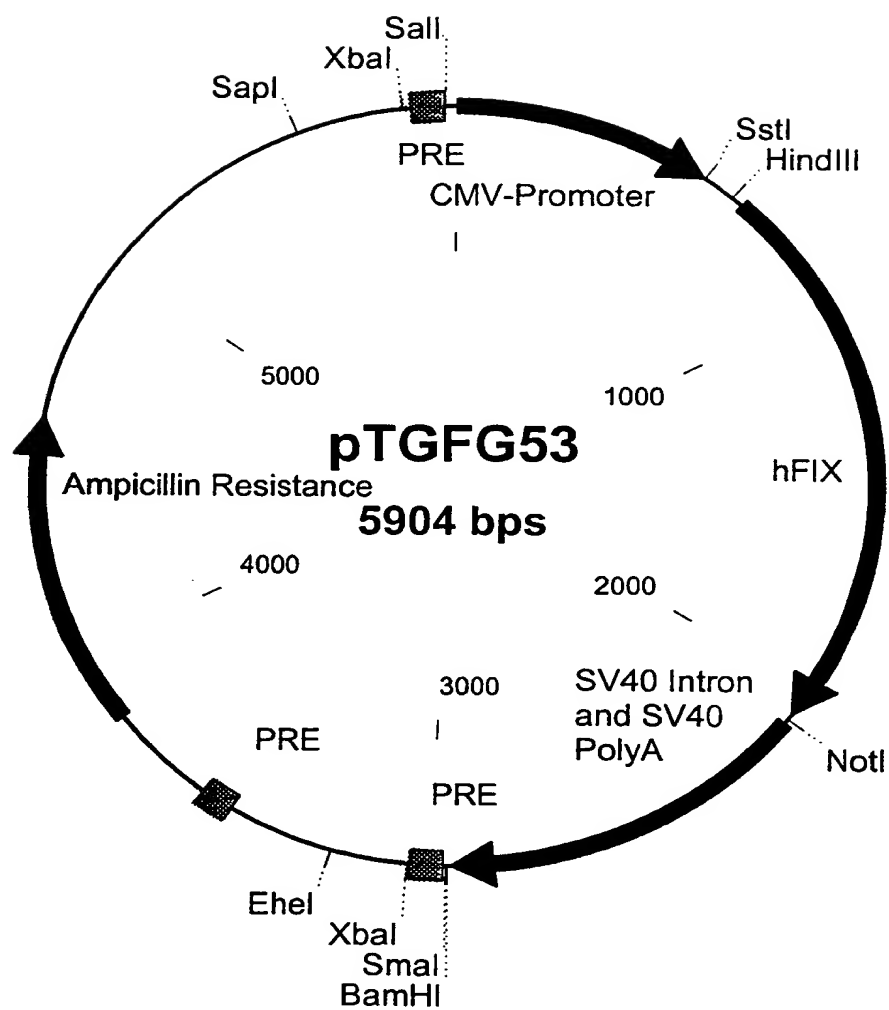 SalI
XbaI
SapI
SstI
PRE
HindIII
CMV-Promoter
5000
1000
pTGFG53
hFIX
Ampicillin Resistance
5904 bps
4000
2000
3000
SV40 Intron
and SV40
PolyA
PRE
NotI
PRE
EheI
XbaI
SmaI
BamHI